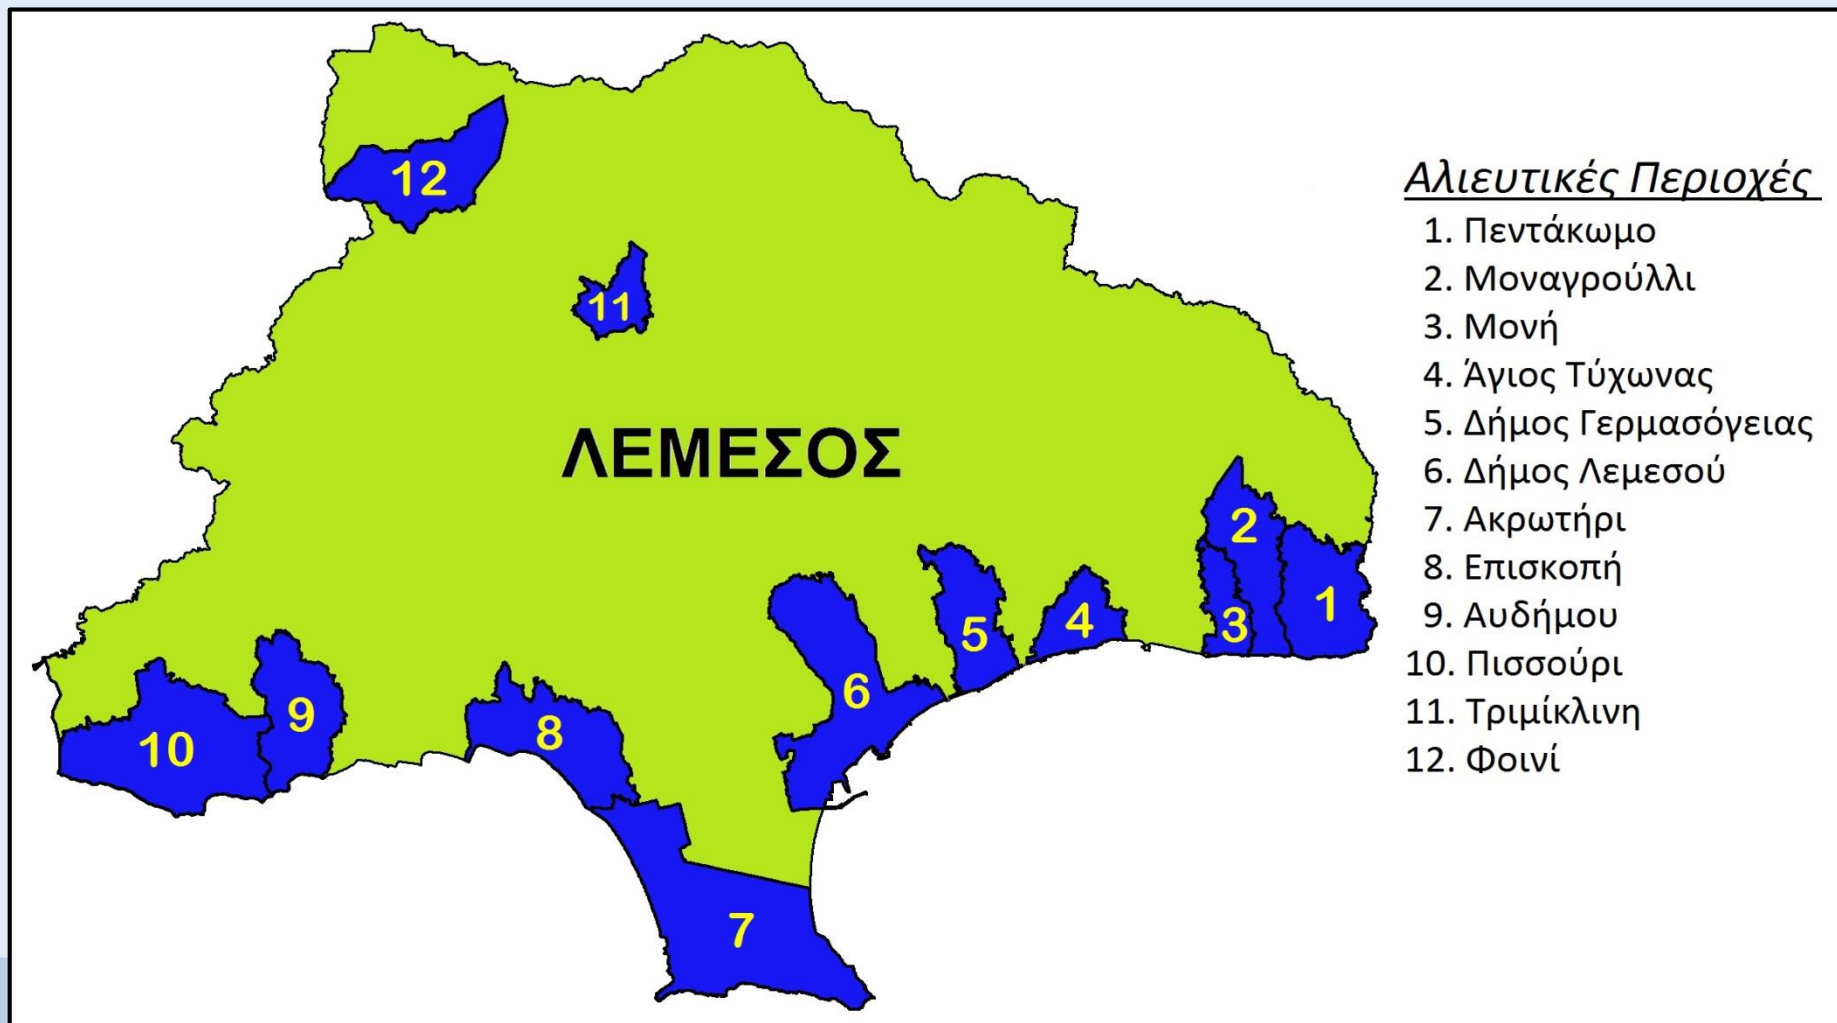 12
11
ΛΕΜΕΣΟΣ
2
1
3
4
5
6
9
8
10
7
Αλιευτικές Περιοχές
1. Πεντάκωμο
2. Μοναγρούλλι
3. Μονή
4. Άγιος Τύχωνας
5. Δήμος Γερμασόγειας
6. Δήμος Λεμεσού
7. Ακρωτήρι
8. Επισκοπή
9. Αυδήμου
10. Πισσούρι
11. Τριμίκλινη
12. Φοινί